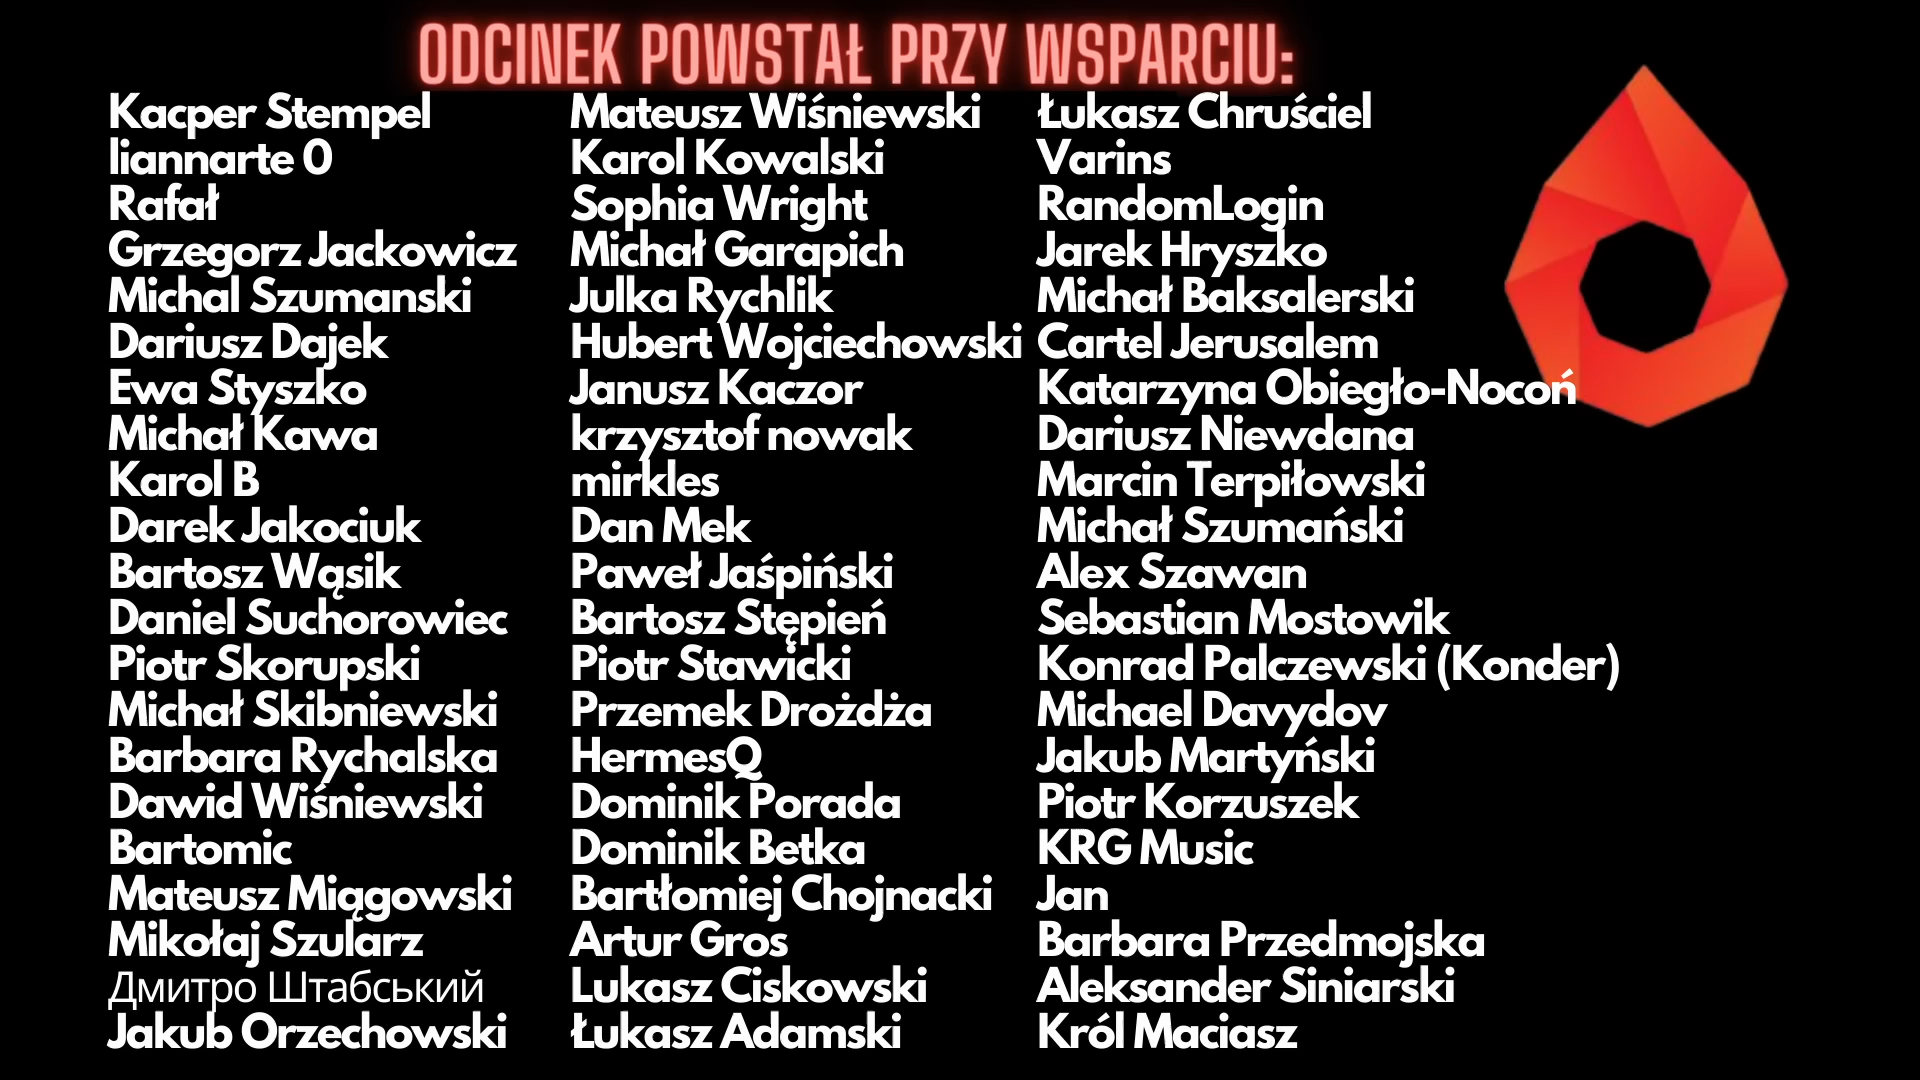 ODCINEK POWSTAŁ PRZY WSPARCIU:
Kacper Stempel
liannarte 0
Rafał
Grzegorz Jackowicz
Michal Szumanski
Dariusz Dajek
Ewa Styszko
Michał Kawa
Karol B
Darek Jakociuk
Bartosz Wąsik
Daniel Suchorowiec
Piotr Skorupski
Michał Skibniewski
Barbara Rychalska
Dawid Wiśniewski
Bartomic
Mateusz Miągowski
Mikołaj Szularz
Дмитро Штабський
Jakub Orzechowski
Mateusz Wiśniewski
Karol Kowalski
Sophia Wright
Michał Garapich
Julka Rychlik
Hubert Wojciechowski
Janusz Kaczor
krzysztof nowak
mirkles
Dan Mek
Paweł Jaśpiński
Bartosz Stępień
Piotr Stawicki
Przemek Drożdża
HermesQ
Dominik Porada
Dominik Betka
Bartłomiej Chojnacki
Artur Gros
Lukasz Ciskowski
Łukasz Adamski
Łukasz Chruściel
Varins
RandomLogin
Jarek Hryszko
Michał Baksalerski
Cartel Jerusalem
Katarzyna Obiegło-Nocoń
Dariusz Niewdana
Marcin Terpiłowski
Michał Szumański
Alex Szawan
Sebastian Mostowik
Konrad Palczewski (Konder)
Michael Davydov
Jakub Martyński
Piotr Korzuszek
KRG Music
Jan
Barbara Przedmojska
Aleksander Siniarski
Król Maciasz